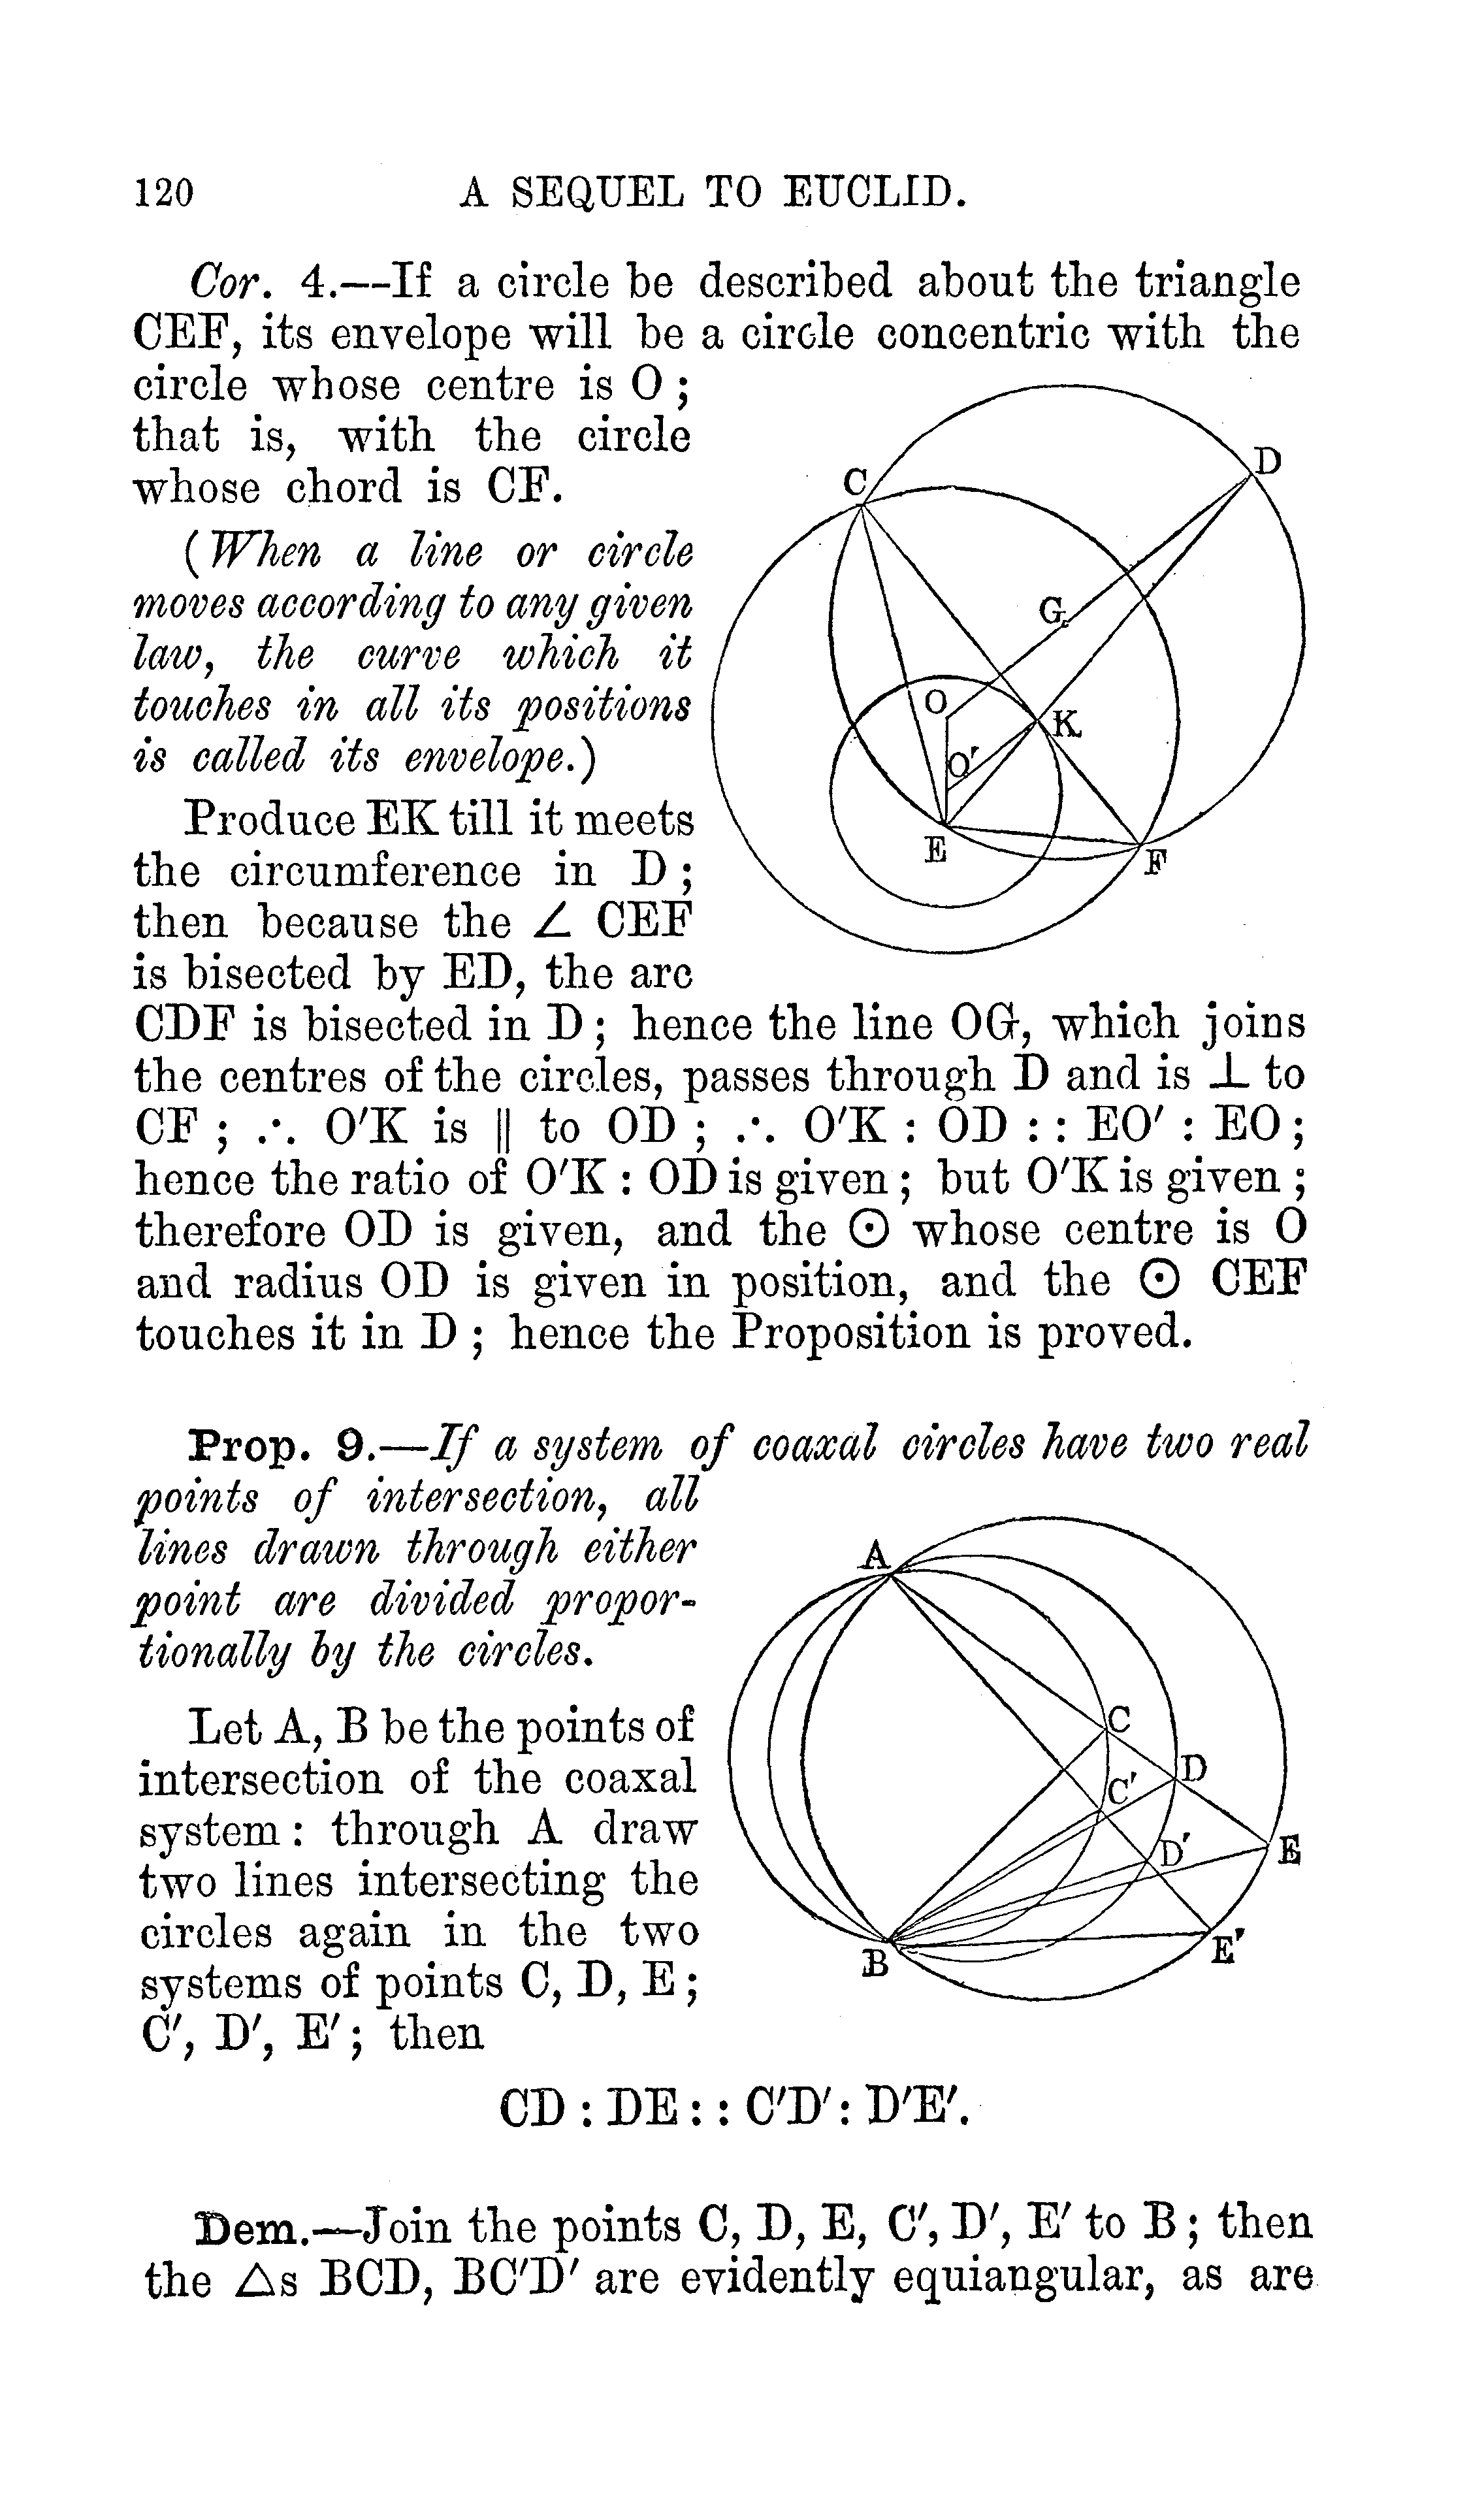 120 A SEQUEL TO EUCLID.
Cor. 4.—If a circle be described about the triangle
CEF, its envelope will be a circle concentric with the
circle whose centre is O ;
that is, with the circle
whose chord is CF.
(When a line or circle
moves according to any given
law, the curve which it
touches in all its positions
is called its envelope.)
Produce EK till it meets
the circumference in D ;
then because the ∠ CEF
is bisected by ED, the arc
C
D
G
O
K
O′
E
F
CDF is bisected in D ; hence the line OG, which joins
the centres of the circles, passes through D and is ⊥ to
CF ; ∴ O′K is ∥ to OD ; ∴ O′K : OD : : EO′ : EO ;
hence the ratio of O′K : OD is given ; but O′K is given ;
therefore OD is given, and the ⊙ whose centre is O
and radius OD is given in position, and the ⊙ CEF
touches it in D ; hence the Proposition is proved.
Prop. 9.—If a system of coaxal circles have two real
points of intersection, all
lines drawn through either
point are divided propor-
tionally by the circles.
Let A, B be the points of
intersection of the coaxal
system : through A draw
two lines intersecting the
circles again in the two
systems of points C, D, E ;
C′, D′, E′ ; then
A
C
D
C′
D′
E
E′
B
CD : DE : : C′D′ : D′E′.
Dem.—Join the points C, D, E, C′, D′, E′ to B ; then
the △s BCD, BC′D′ are evidently equiangular, as are